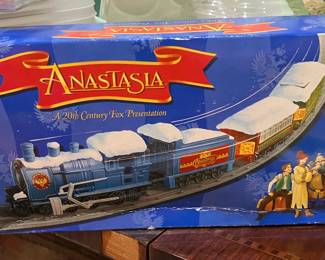 ANASTASIA
A 20th Century Fox Presentation